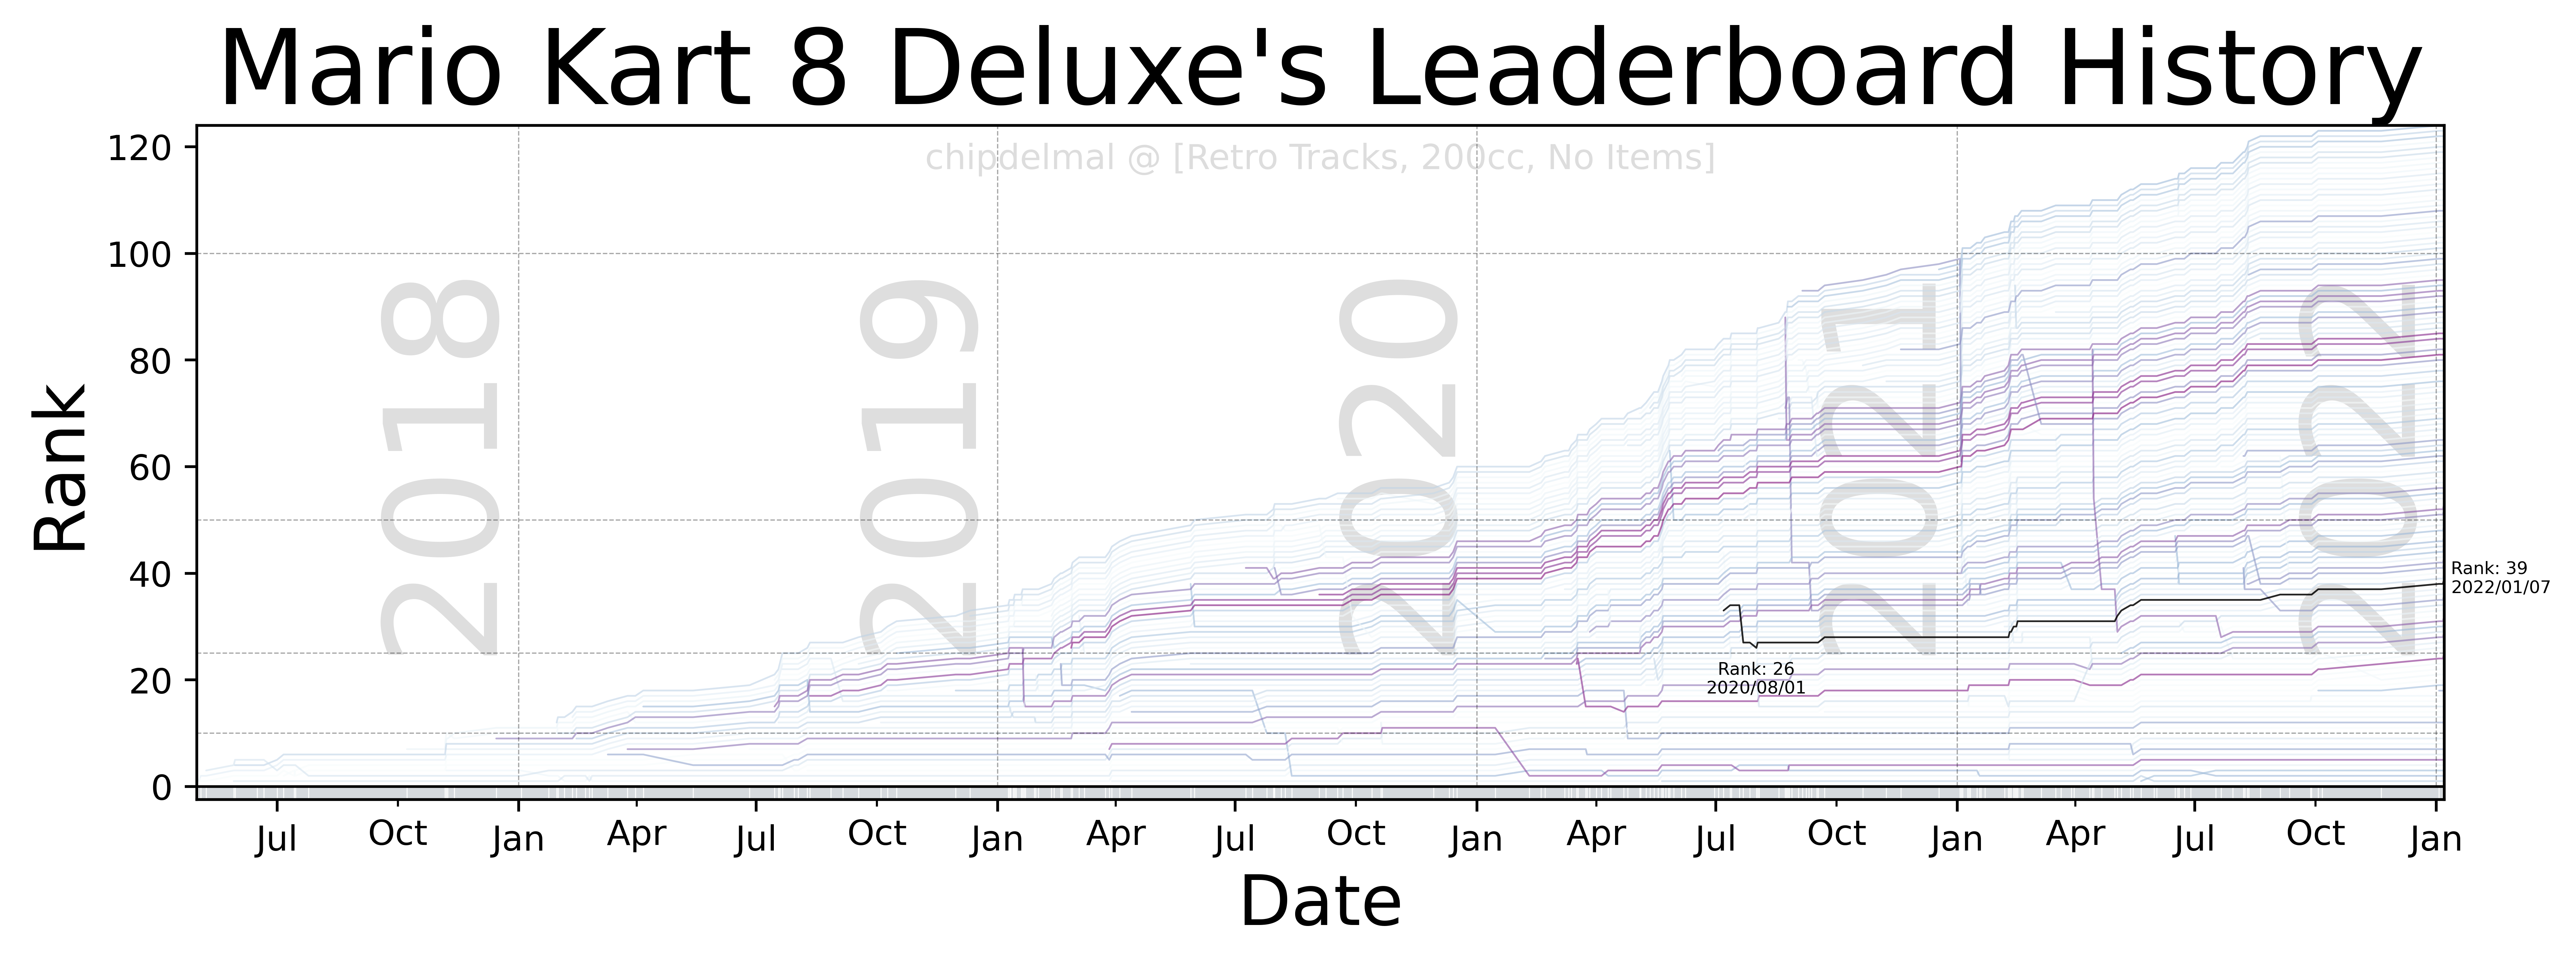 Mario Kart 8 Deluxe's Leaderboard History
chipdelmal @ [Retro Tracks, 200cc, No Items]
120
100
80
60
40
20
0
Rank
2018
2019
2020
2021
2022
Rank: 39
2022/01/07
Rank: 26
2020/08/01
Jul Oct Jan Apr Jul Oct Jan Apr Jul Oct Jan Apr Jul Oct Jan Apr Jul Oct Jan
Date